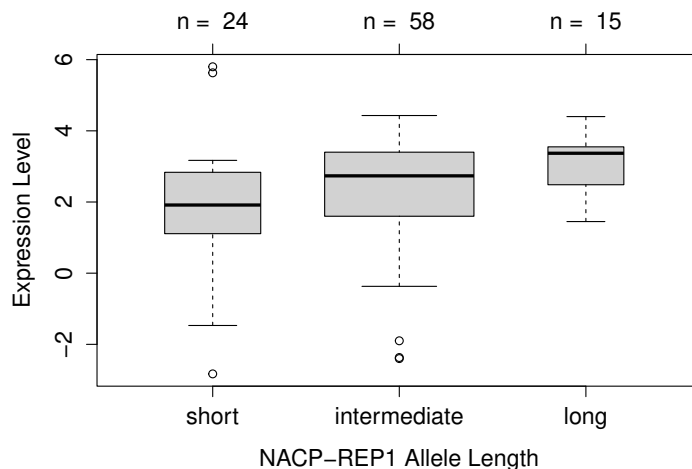 n = 24 n = 58 n = 15
6
4
2
0
−2
Expression Level
short intermediate long
NACP−REP1 Allele Length